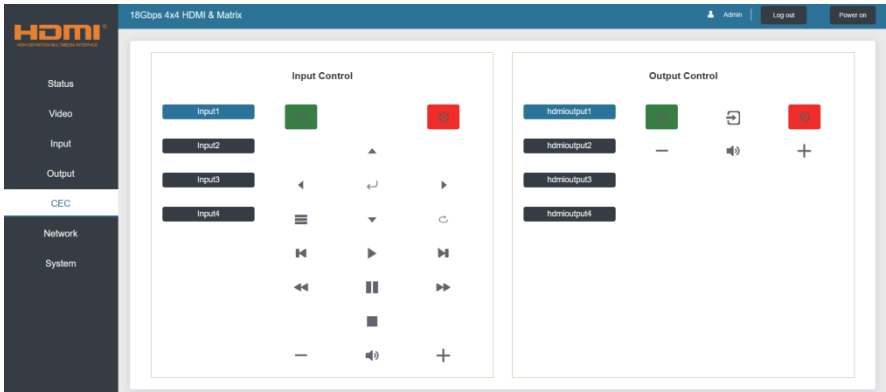 HDMI®
HIGH DEFINITION MULTIMEDIA INTERFACE
18Gbps 4x4 HDMI & Matrix
Admin
Log out
Power on
Status
Video
Input
Output
CEC
Network
System
Input Control
Input1
Input2
Input3
Input4
Output Control
hdmioutput1
hdmioutput2
hdmioutput3
hdmioutput4